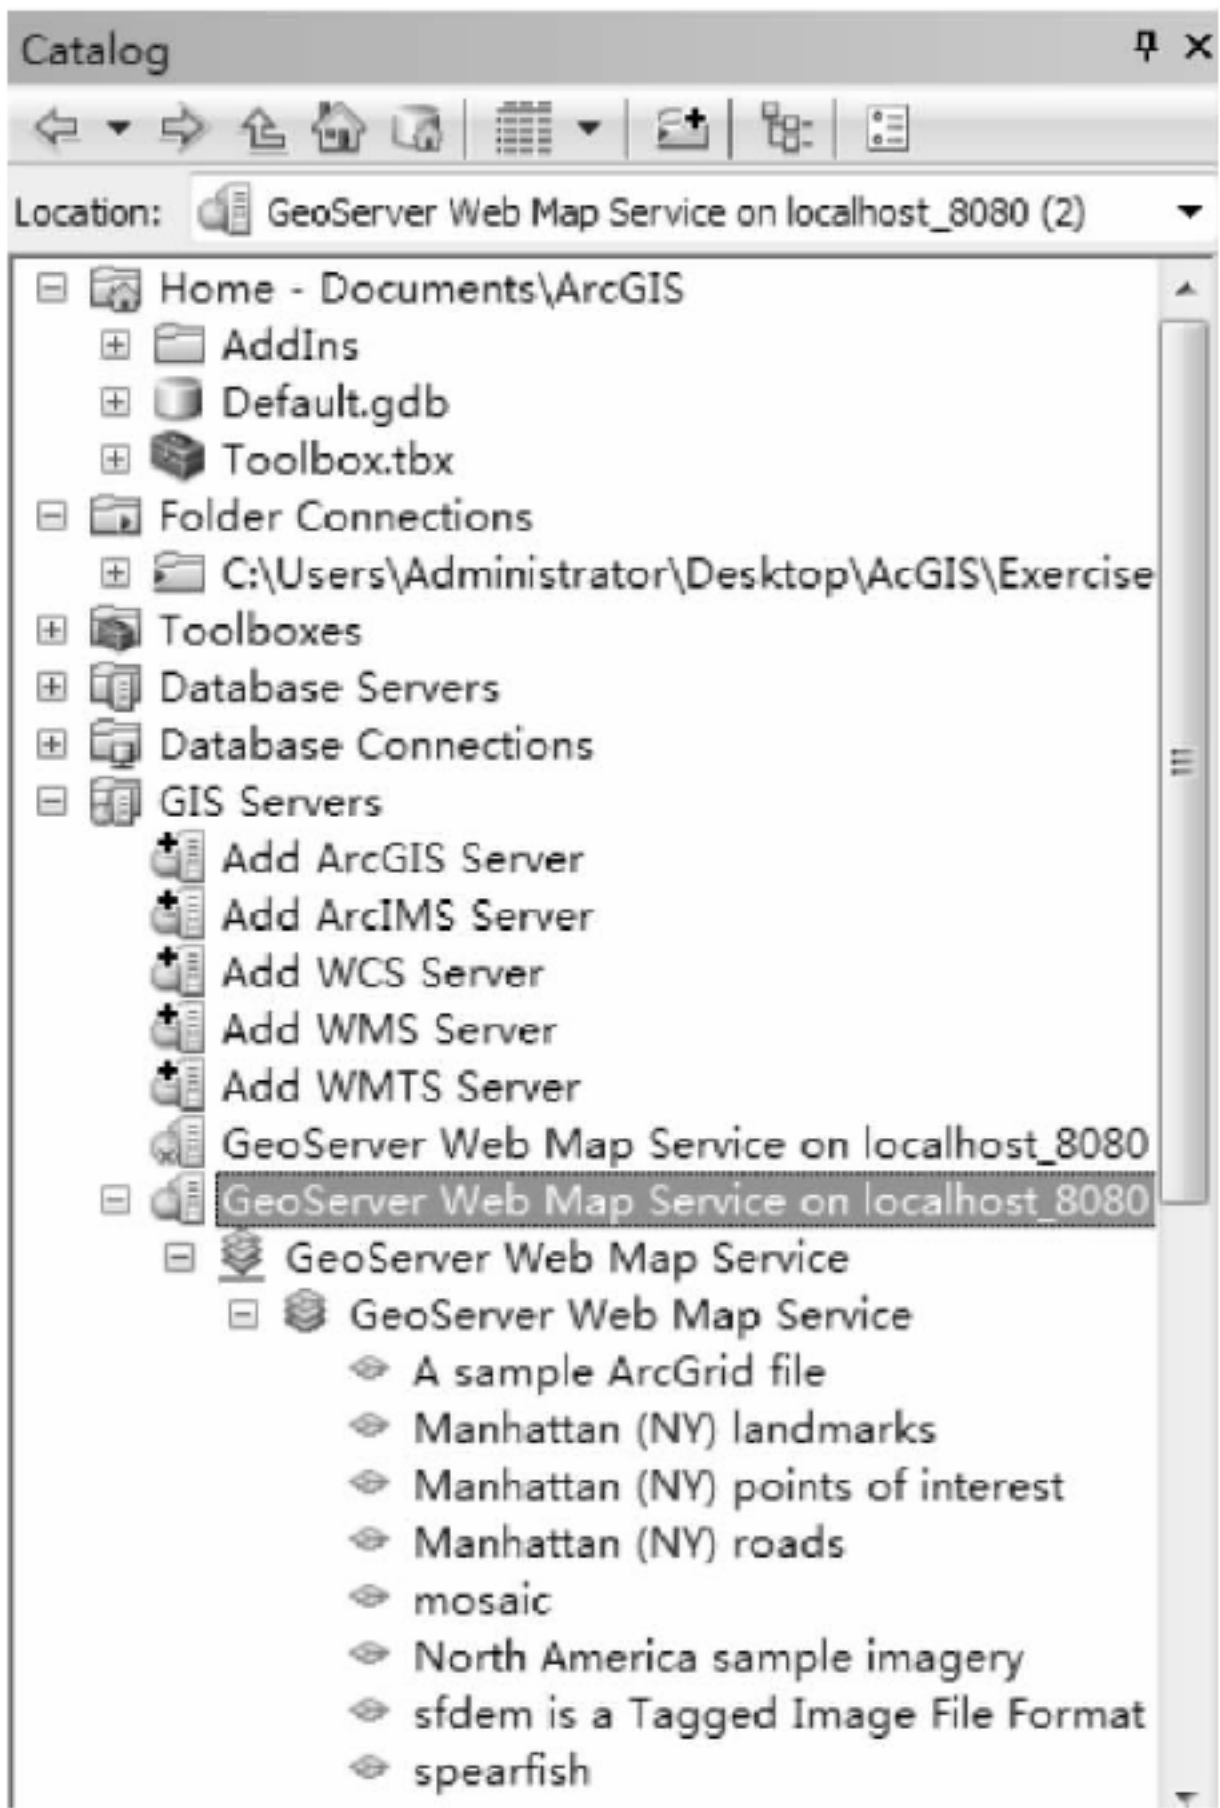 Catalog
Location: GeoServer Web Map Service on localhost_8080 (2)
Home - Documents\ArcGIS
AddIns
Default.gdb
Toolbox.tbx
Folder Connections
C:\Users\Administrator\Desktop\AcGIS\Exercise
Toolboxes
Database Servers
Database Connections
GIS Servers
Add ArcGIS Server
Add ArcIMS Server
Add WCS Server
Add WMS Server
Add WMTS Server
GeoServer Web Map Service on localhost_8080
GeoServer Web Map Service on localhost_8080
GeoServer Web Map Service
GeoServer Web Map Service
A sample ArcGrid file
Manhattan (NY) landmarks
Manhattan (NY) points of interest
Manhattan (NY) roads
mosaic
North America sample imagery
sfdem is a Tagged Image File Format
spearfish